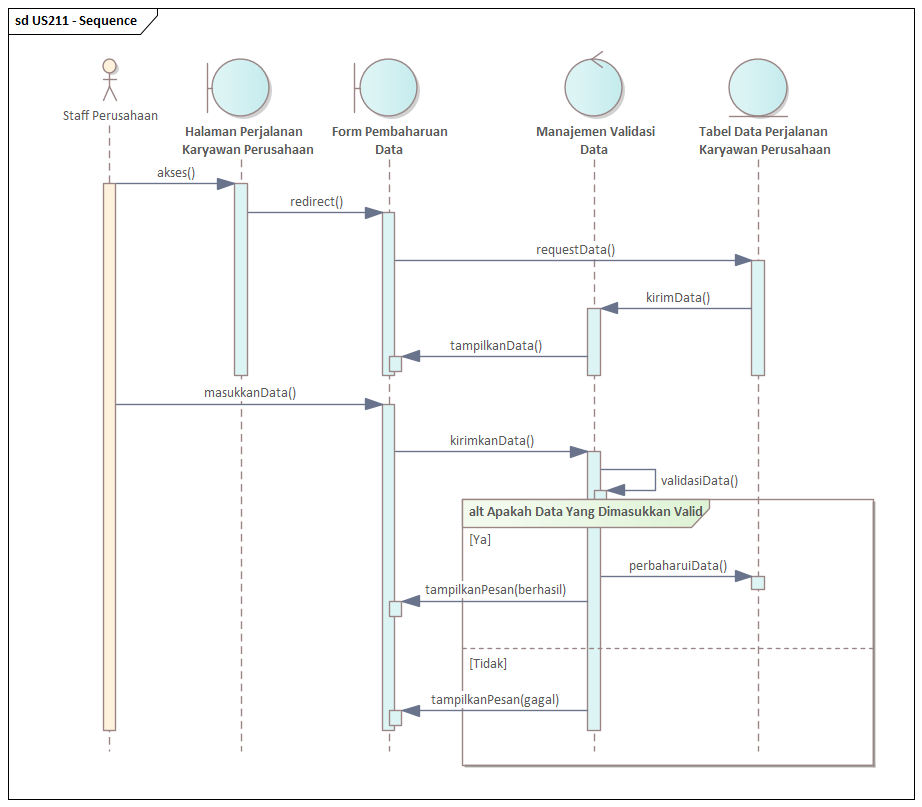 sd US211 - Sequence
Staff Perusahaan
Halaman Perjalanan
Karyawan Perusahaan
Form Pembaharuan
Data
Manajemen Validasi
Data
Tabel Data Perjalanan
Karyawan Perusahaan
akses()
redirect()
requestData()
kirimData()
tampilkanData()
masukkanData()
kirimkanData()
validasiData()
alt Apakah Data Yang Dimasukkan Valid
[Ya]
perbaharuiData()
tampilkanPesan(berhasil)
[Tidak]
tampilkanPesan(gagal)